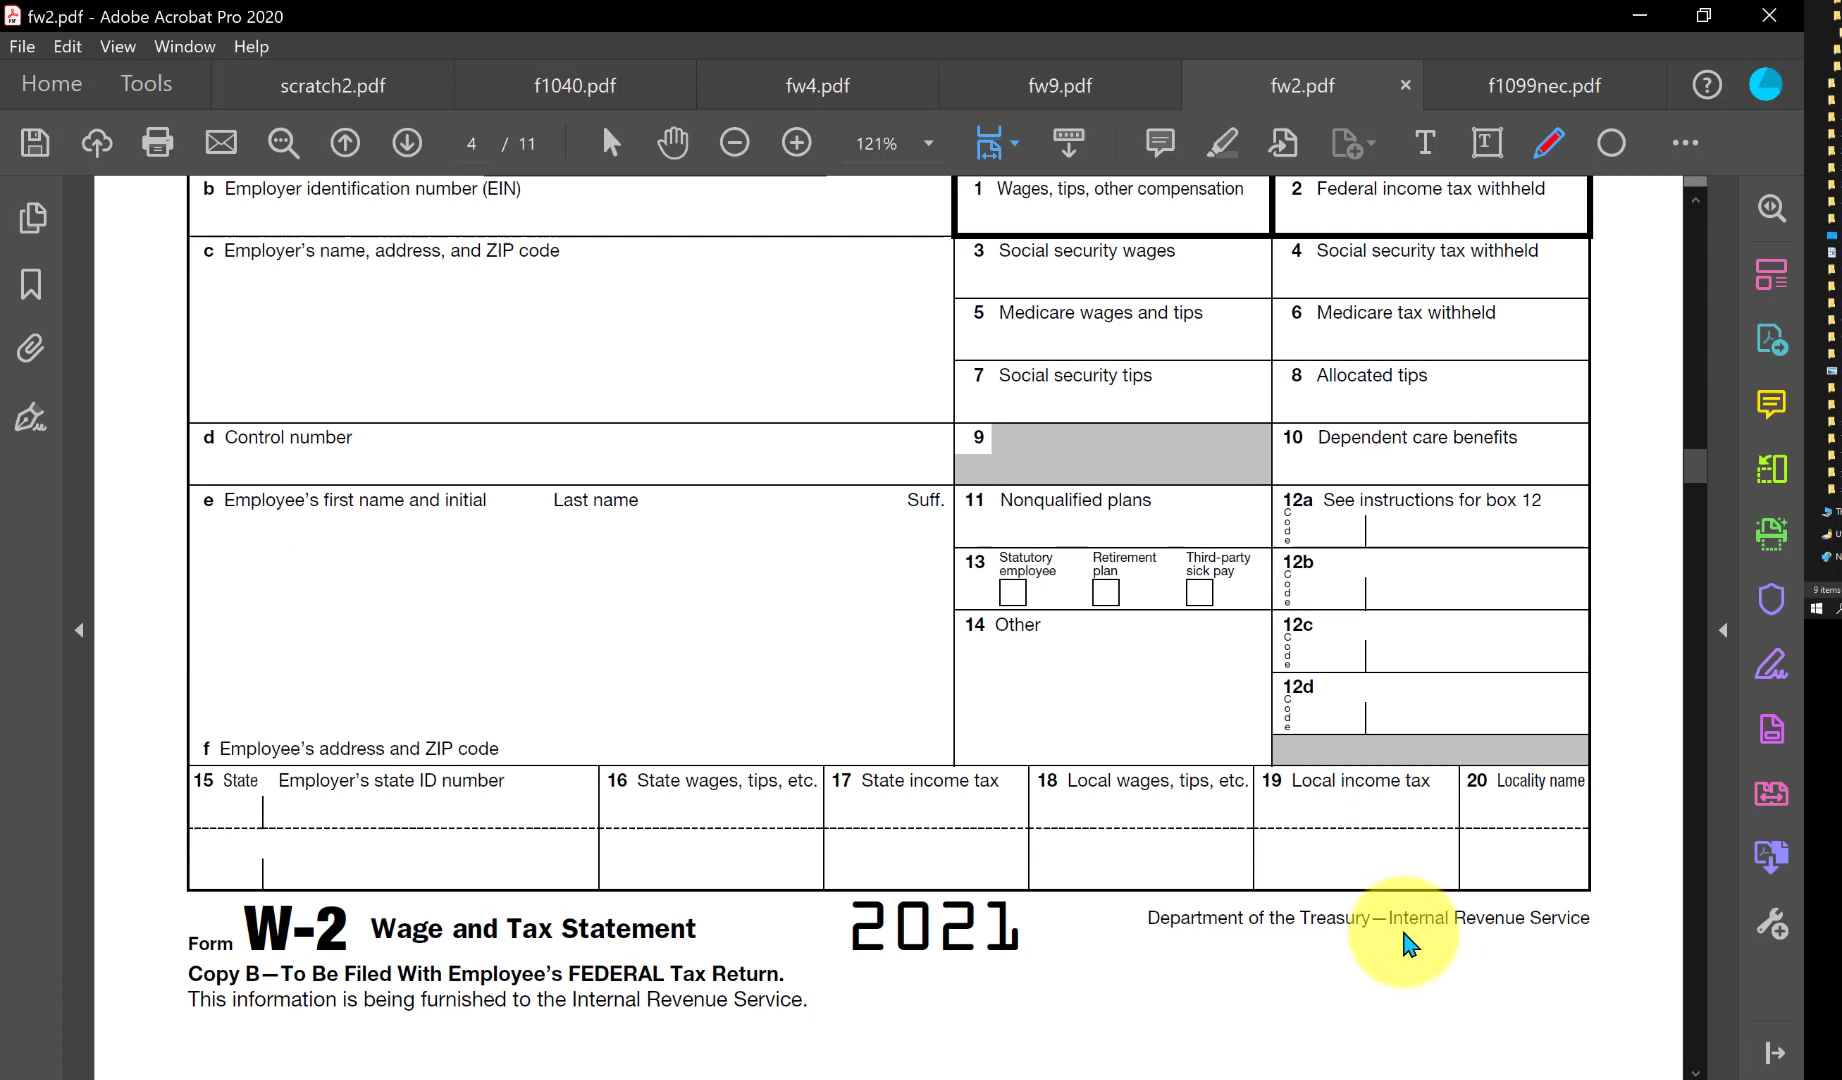 fw2.pdf - Adobe Acrobat Pro 2020
File Edit View Window Help
Home Tools scratch2.pdf f1040.pdf fw4.pdf fw9.pdf fw2.pdf × f1099nec.pdf
4 / 11 121%
b Employer identification number (EIN)
1 Wages, tips, other compensation
2 Federal income tax withheld
c Employer’s name, address, and ZIP code
3 Social security wages
4 Social security tax withheld
5 Medicare wages and tips
6 Medicare tax withheld
7 Social security tips
8 Allocated tips
d Control number
9
10 Dependent care benefits
e Employee’s first name and initial Last name Suff.
11 Nonqualified plans
12a See instructions for box 12
Code
13 Statutory employee Retirement plan Third-party sick pay
12b
Code
14 Other
12c
Code
12d
Code
f Employee’s address and ZIP code
15 State Employer’s state ID number
16 State wages, tips, etc.
17 State income tax
18 Local wages, tips, etc.
19 Local income tax
20 Locality name
Form W-2 Wage and Tax Statement 2021 Department of the Treasury—Internal Revenue Service
Copy B—To Be Filed With Employee’s FEDERAL Tax Return.
This information is being furnished to the Internal Revenue Service.
9 items